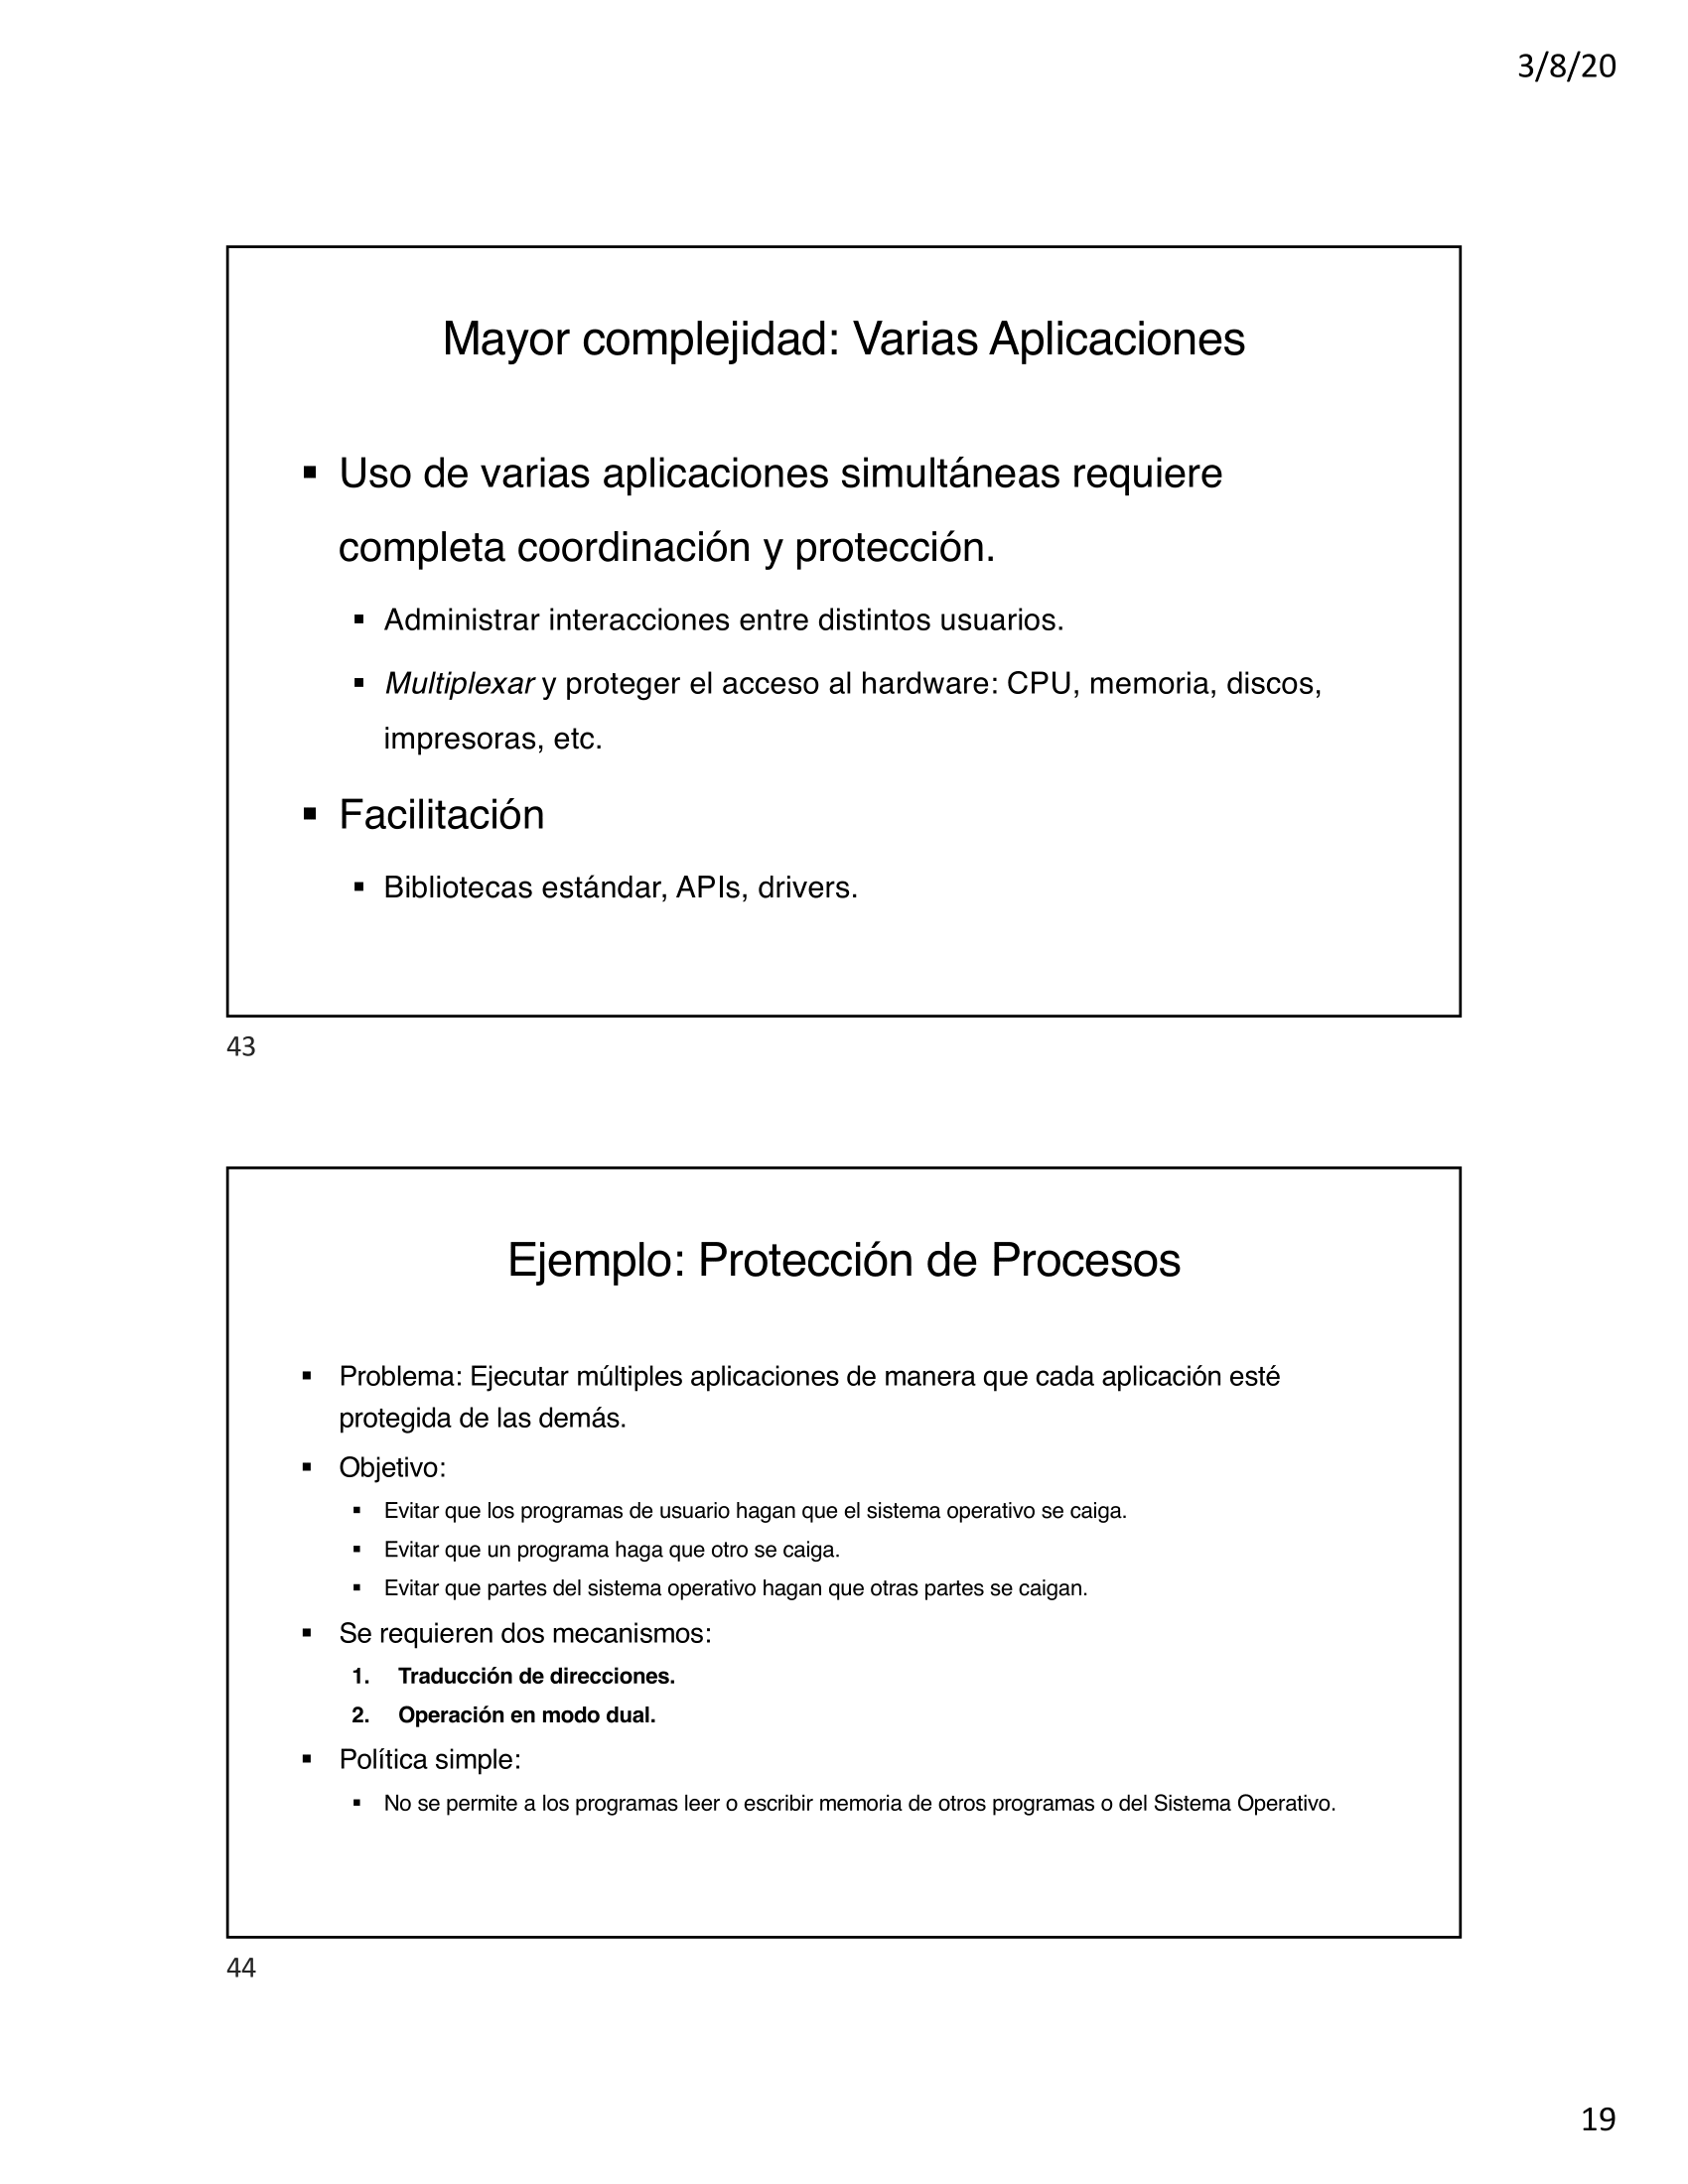 3/8/20
Mayor complejidad: Varias Aplicaciones
▪ Uso de varias aplicaciones simultáneas requiere
completa coordinación y protección.
▪ Administrar interacciones entre distintos usuarios.
▪ Multiplexar y proteger el acceso al hardware: CPU, memoria, discos,
impresoras, etc.
▪ Facilitación
▪ Bibliotecas estándar, APIs, drivers.
43
Ejemplo: Protección de Procesos
▪ Problema: Ejecutar múltiples aplicaciones de manera que cada aplicación esté
protegida de las demás.
▪ Objetivo:
▪ Evitar que los programas de usuario hagan que el sistema operativo se caiga.
▪ Evitar que un programa haga que otro se caiga.
▪ Evitar que partes del sistema operativo hagan que otras partes se caigan.
▪ Se requieren dos mecanismos:
1. Traducción de direcciones.
2. Operación en modo dual.
▪ Política simple:
▪ No se permite a los programas leer o escribir memoria de otros programas o del Sistema Operativo.
44
19